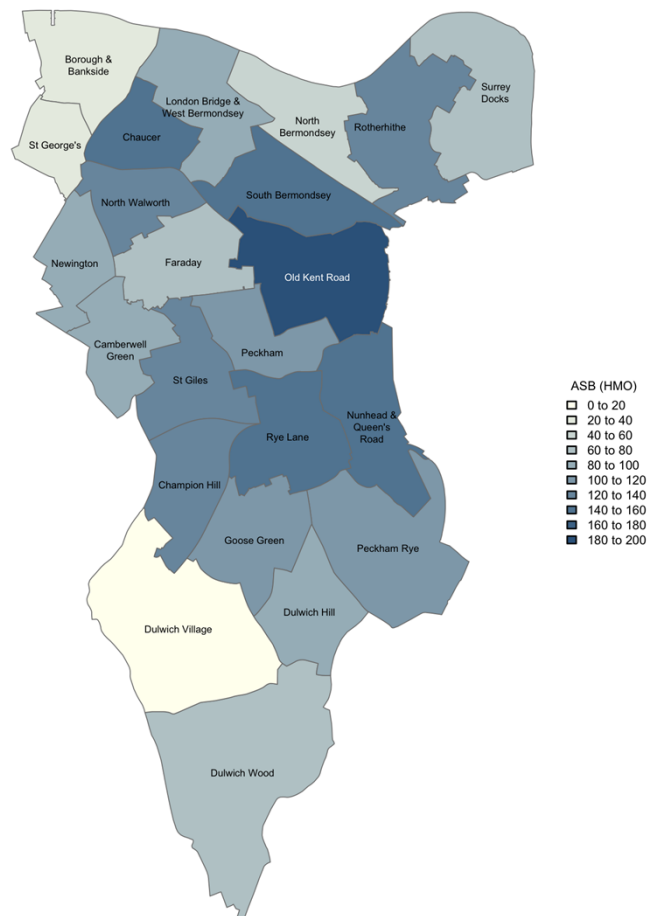 Borough &
Bankside
London Bridge &
West Bermondsey
Surrey
Docks
North
Bermondsey
Rotherhithe
Chaucer
St George's
South Bermondsey
North Walworth
Newington
Faraday
Old Kent Road
Camberwell
Green
Peckham
St Giles
Nunhead &
Queen's
Road
Rye Lane
Champion Hill
Goose Green
Peckham Rye
Dulwich Hill
Dulwich Village
Dulwich Wood
ASB (HMO)
0 to 20
20 to 40
40 to 60
60 to 80
80 to 100
100 to 120
120 to 140
140 to 160
160 to 180
180 to 200